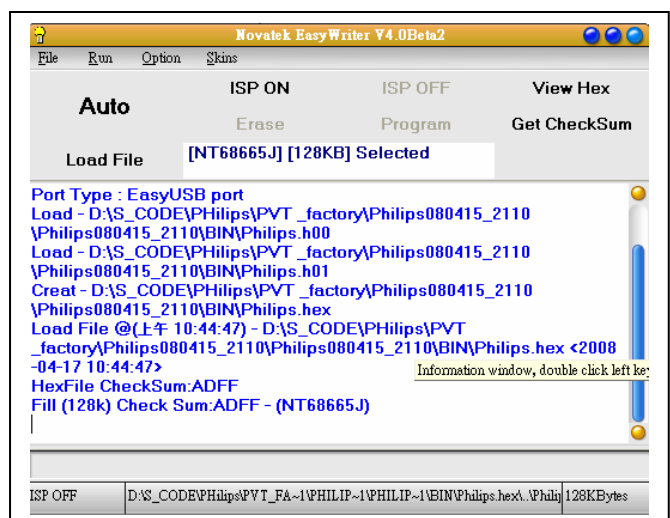 Novatek EasyWriter V4.0Beta2
File Run Option Skins
Auto
ISP ON ISP OFF View Hex
Erase Program Get CheckSum
Load File [NT68665J] [128KB] Selected
Port Type : EasyUSB port
Load - D:\S_CODE\PHilips\PVT _factory\Philips080415_2110
\Philips080415_2110\BIN\Philips.h00
Load - D:\S_CODE\PHilips\PVT _factory\Philips080415_2110
\Philips080415_2110\BIN\Philips.h01
Creat - D:\S_CODE\PHilips\PVT _factory\Philips080415_2110
\Philips080415_2110\BIN\Philips.hex
Load File @(上午 10:44:47) - D:\S_CODE\PHilips\PVT
_factory\Philips080415_2110\Philips080415_2110\BIN\Philips.hex <2008
-04-17 10:44:47>
Information window, double click left key
HexFile CheckSum:ADFF
Fill (128k) Check Sum:ADFF - (NT68665J)
ISP OFF D:\S_CODE\PHilips\PVT_FA~1\PHILIP~1\PHILIP~1\BIN\Philips.hex\..\Philip 128KBytes